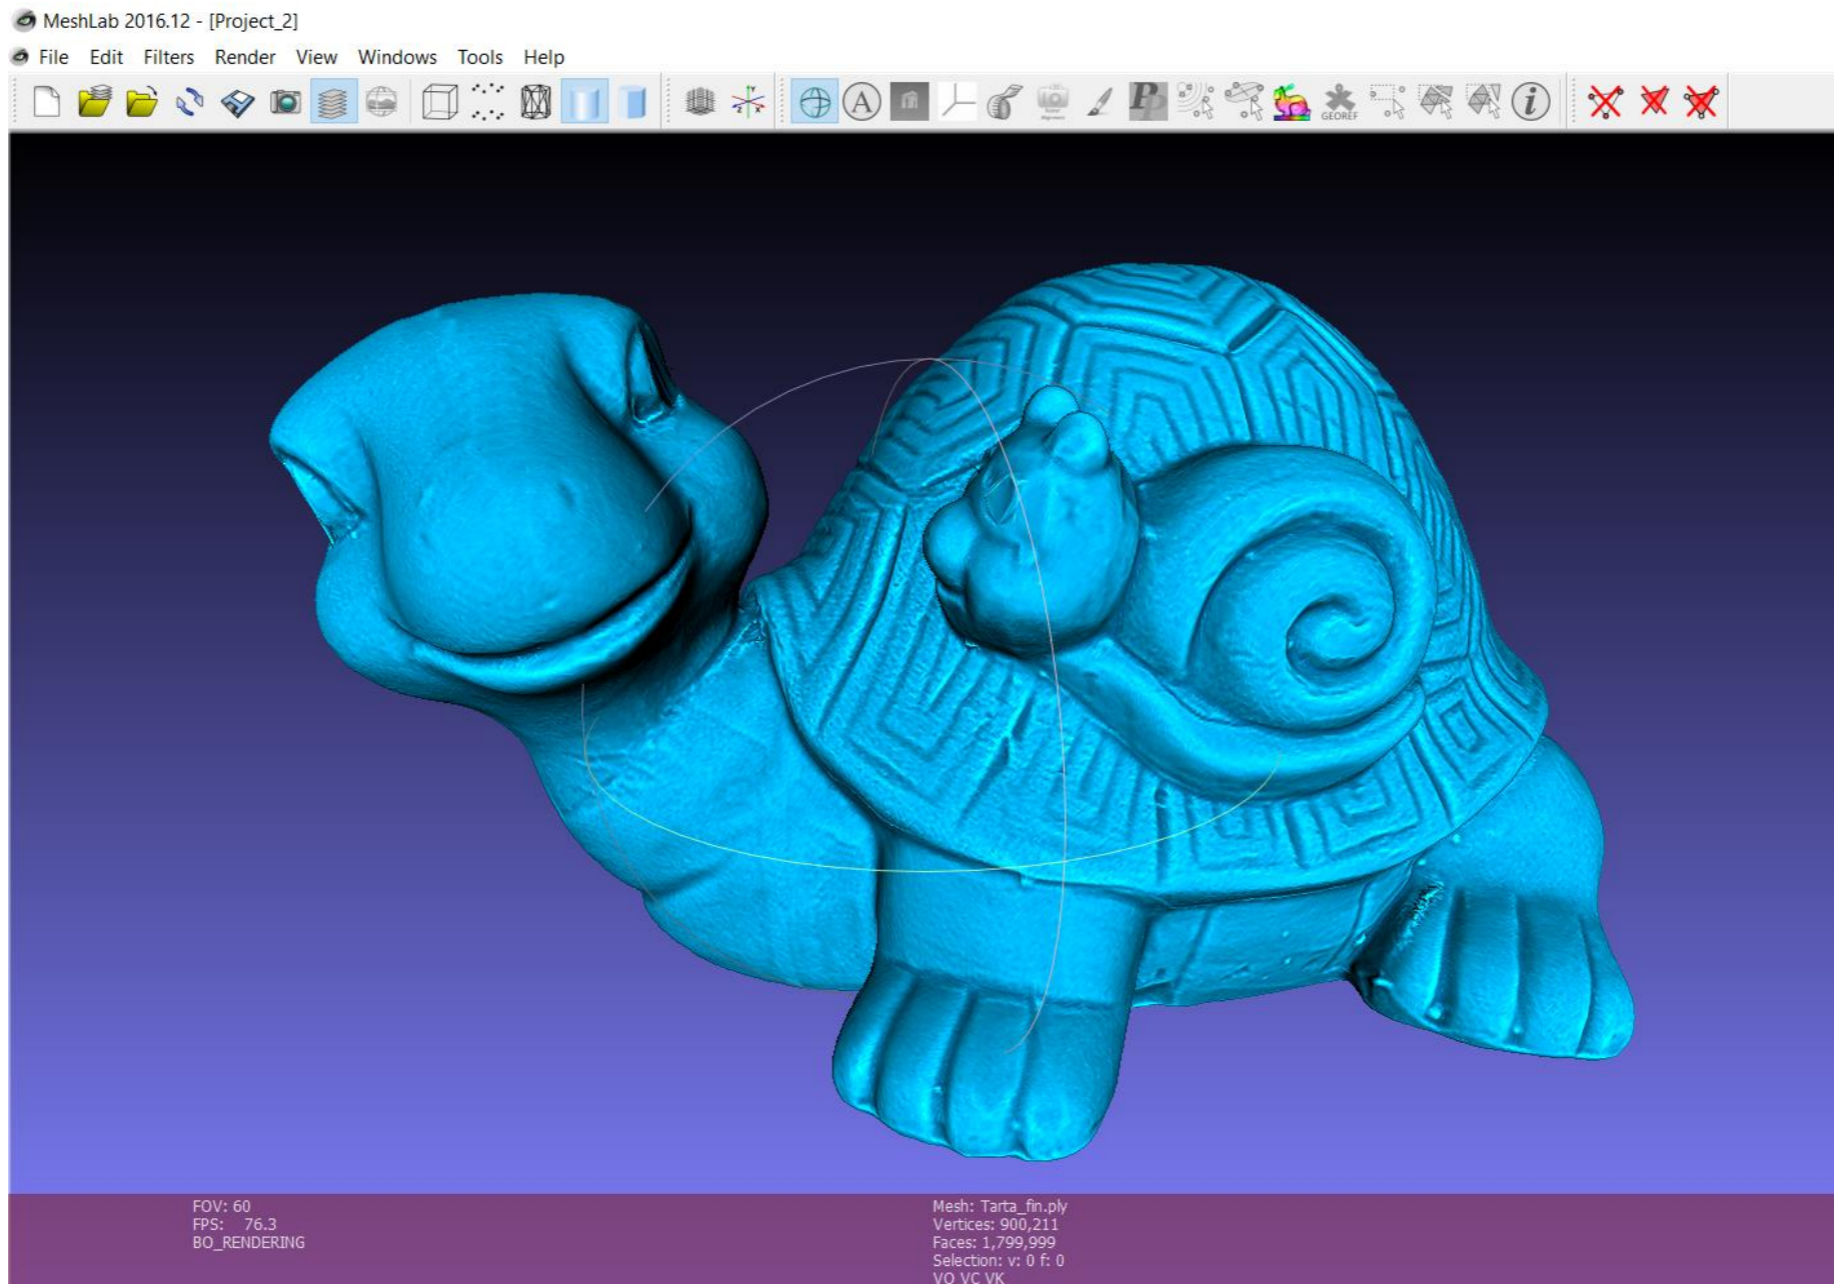 MeshLab 2016.12 - [Project_2]
File Edit Filters Render View Windows Tools Help
A
P
GEOREF
i
FOV: 60
FPS: 76.3
BO_RENDERING
Mesh: Tarta_fin.ply
Vertices: 900,211
Faces: 1,799,999
Selection: v: 0 f: 0
VO VC VK